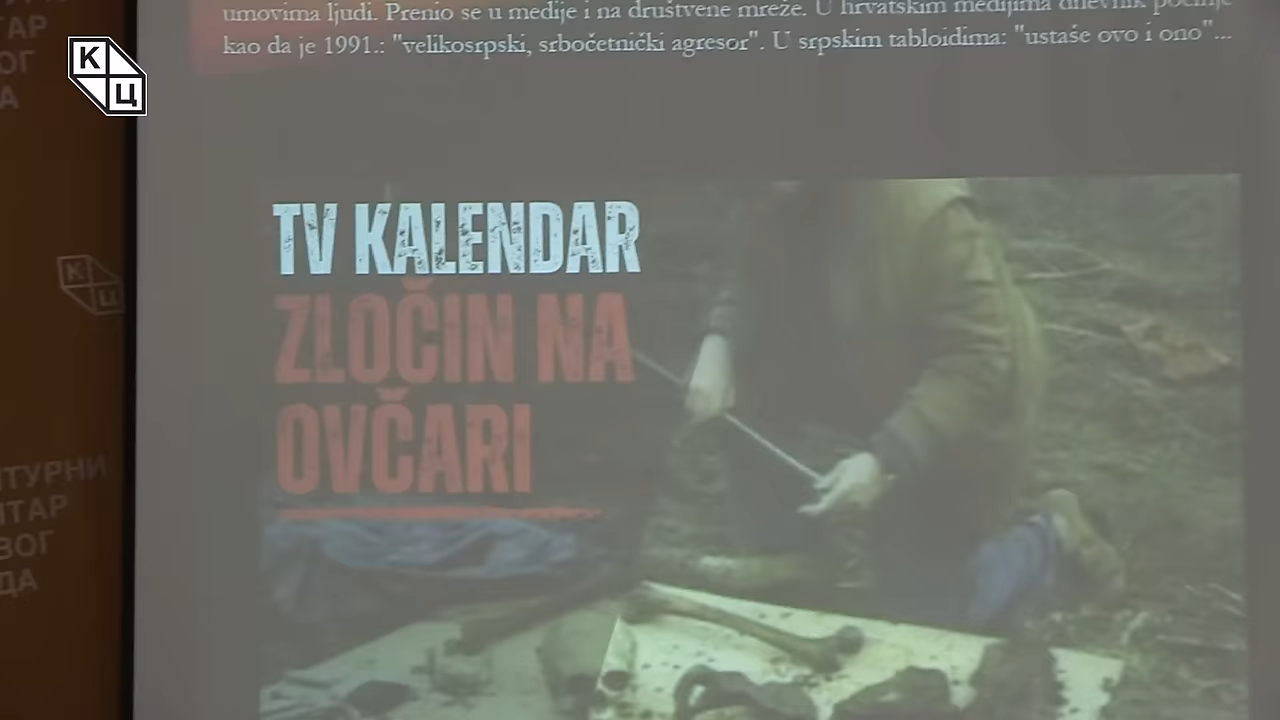 umovima ljudi. Prenio se u medije i na društvene mreže. U hrvatskim medijima dnevnik počinje
kao da je 1991.: "velikosrpski, srbočetnički agresor". U srpskim tabloidima: "ustaše ovo i ono"...
К
Ц
TV KALENDAR
ZLOČIN NA
OVČARI
К
Ц